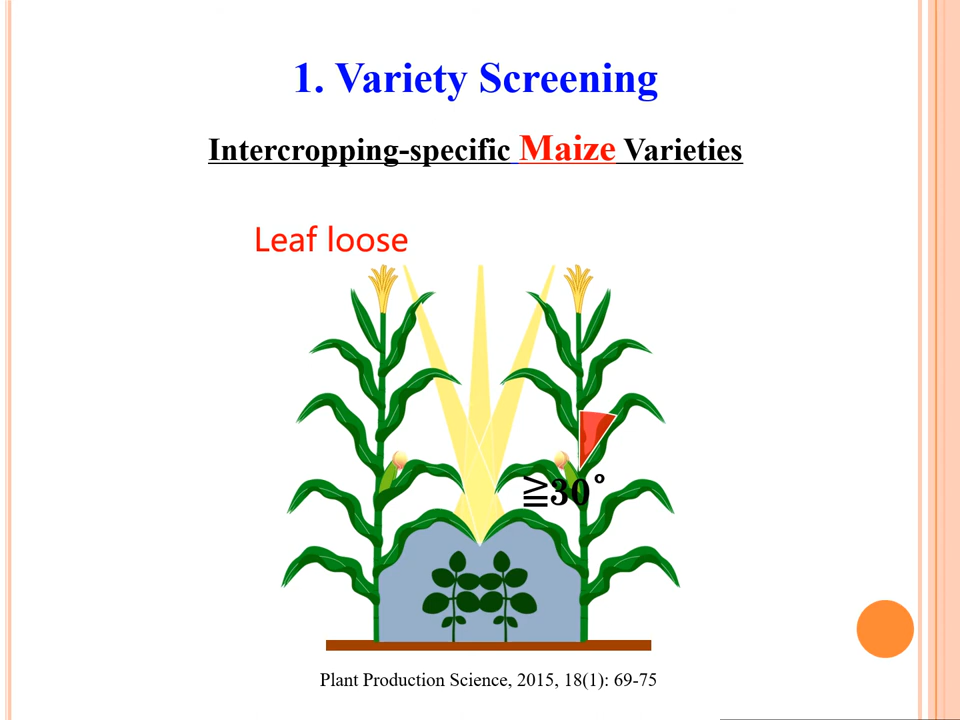 1. Variety Screening
Intercropping-specific Maize Varieties
Leaf loose
≧30°
Plant Production Science, 2015, 18(1): 69-75